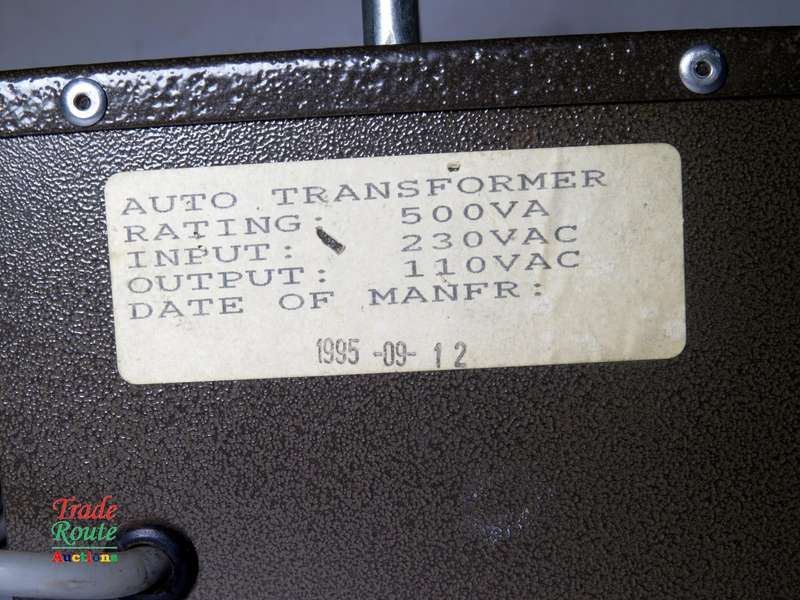 AUTO TRANSFORMER
RATING: 500VA
INPUT: 230VAC
OUTPUT: 110VAC
DATE OF MANFR:
1995-09-12
Trade
Route
Auctions